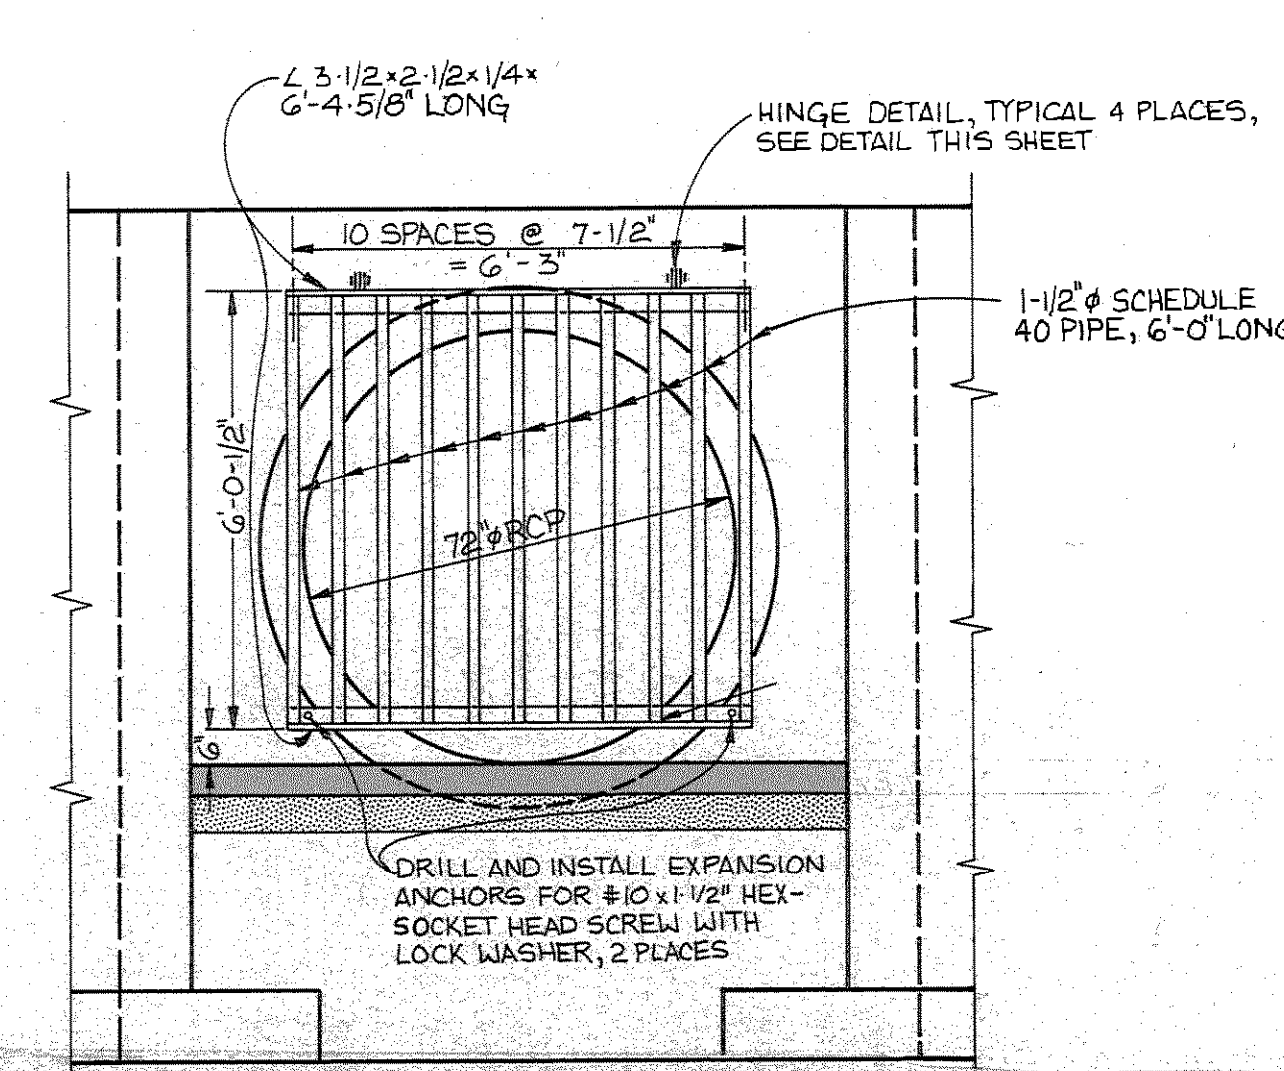 ∠ 3-1/2×2-1/2×1/4×
6'-4-5/8" LONG
HINGE DETAIL, TYPICAL 4 PLACES,
SEE DETAIL THIS SHEET
10 SPACES @ 7-1/2"
= 6'-3"
1-1/2"φ SCHEDULE
40 PIPE, 6'-0" LONG
6'-0-1/2"
72"φ RCP
6"
DRILL AND INSTALL EXPANSION
ANCHORS FOR #10 x 1-1/2" HEX-
SOCKET HEAD SCREW WITH
LOCK WASHER, 2 PLACES